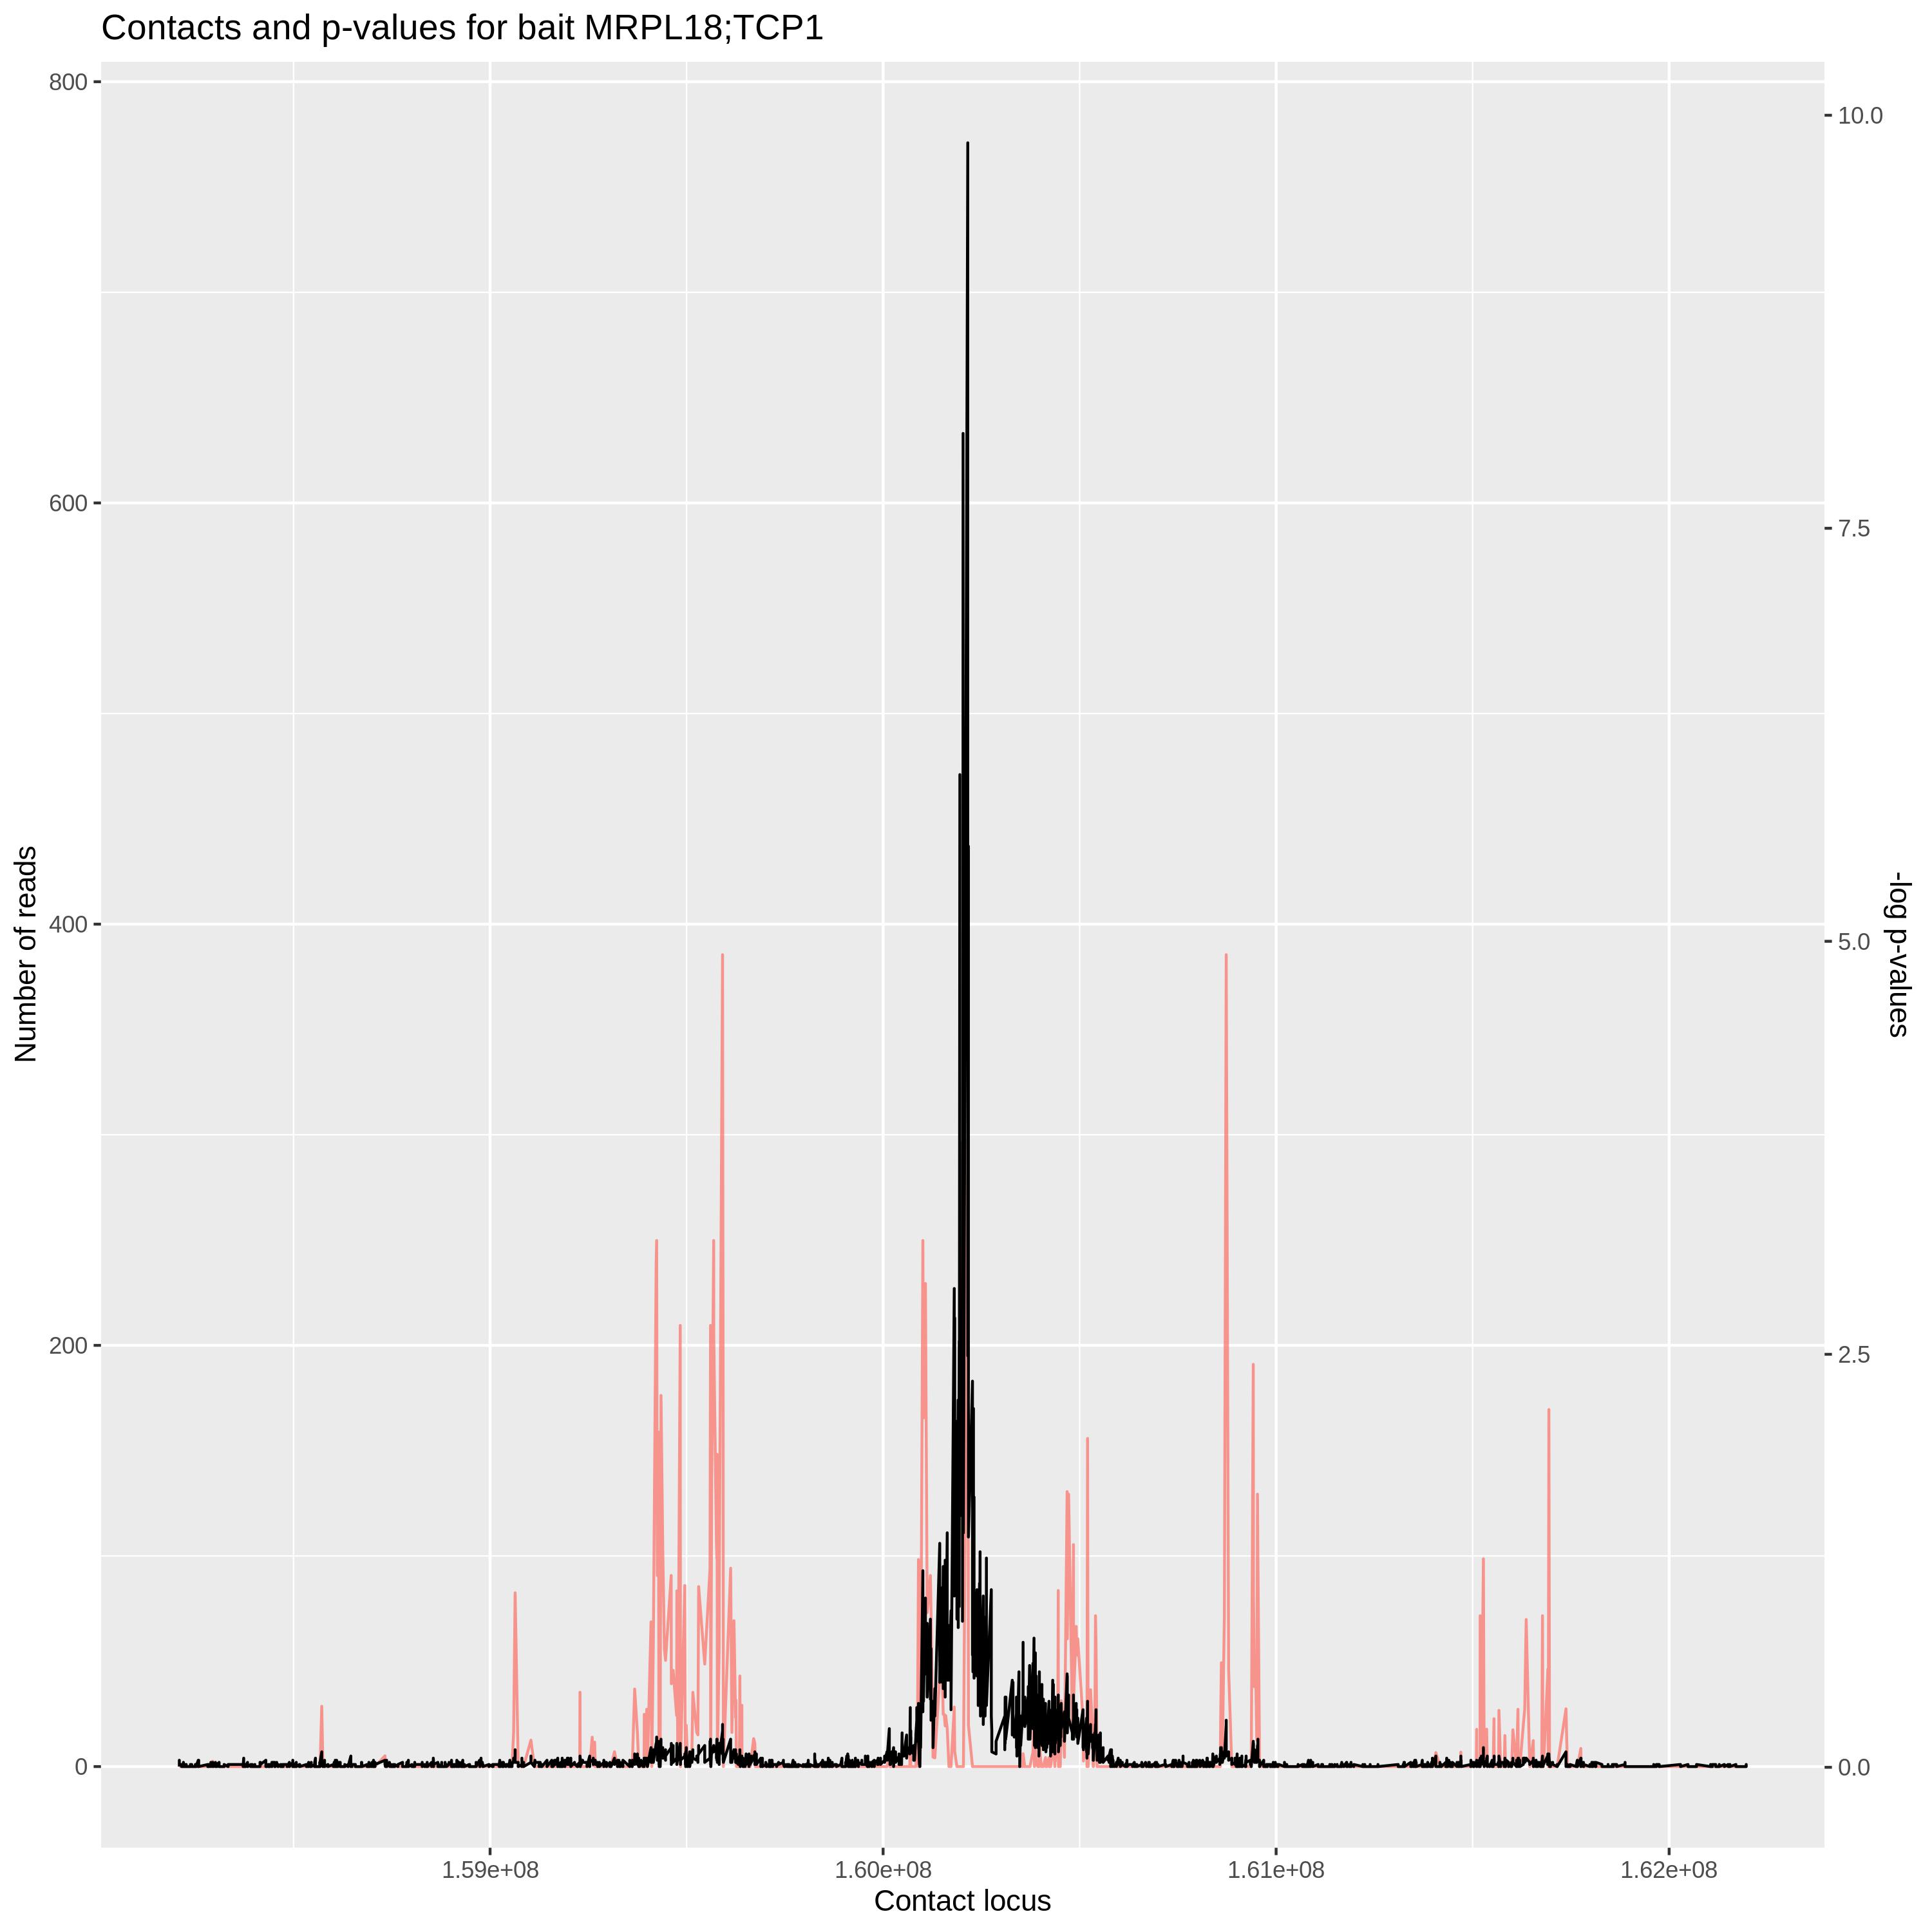 Contacts and p-values for bait MRPL18;TCP1
800
600
400
200
0
Number of reads
10.0
7.5
5.0
2.5
0.0
-log p-values
1.59e+08
1.60e+08
1.61e+08
1.62e+08
Contact locus